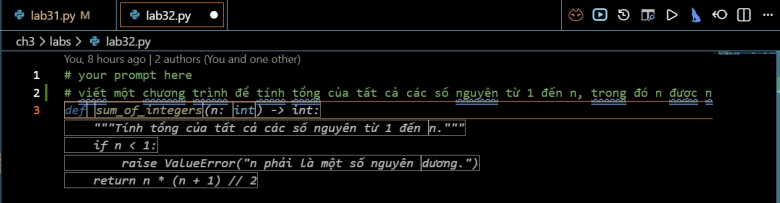 lab31.py M
lab32.py
ch3 > labs > lab32.py
You, 8 hours ago | 2 authors (You and one other)
1 # your prompt here
2 # viết một chương trình để tính tổng của tất cả các số nguyên từ 1 đến n, trong đó n được n
3 def sum_of_integers(n: int) -> int:
"""Tính tổng của tất cả các số nguyên từ 1 đến n."""
if n < 1:
raise ValueError("n phải là một số nguyên dương.")
return n * (n + 1) // 2